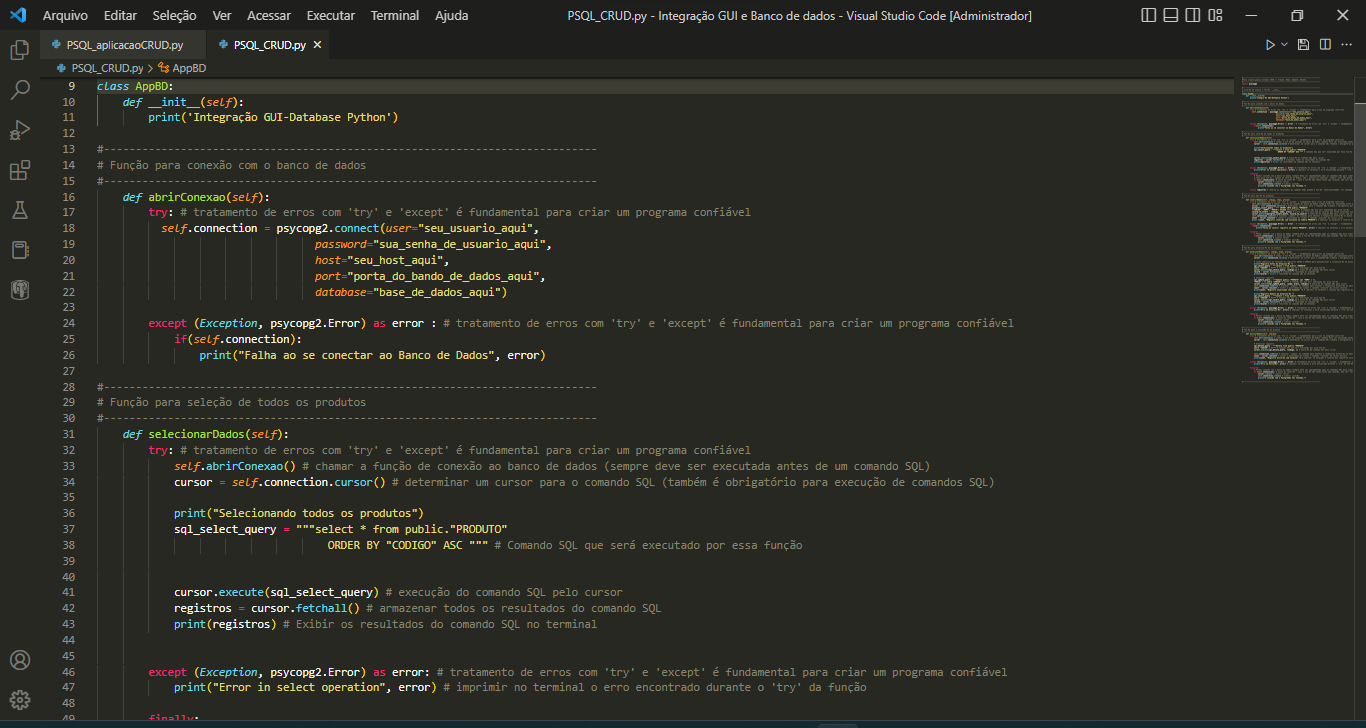 Arquivo Editar Seleção Ver Acessar Executar Terminal Ajuda PSQL_CRUD.py - Integração GUI e Banco de dados - Visual Studio Code [Administrador]
PSQL_aplicacaoCRUD.py PSQL_CRUD.py
PSQL_CRUD.py > AppBD
9 class AppBD:
10 def __init__(self):
11 print('Integração GUI-Database Python')
12
13 #-----------------------------------------------------------------------------
14 # Função para conexão com o banco de dados
15 #-----------------------------------------------------------------------------
16 def abrirConexao(self):
17 try: # tratamento de erros com 'try' e 'except' é fundamental para criar um programa confiável
18 self.connection = psycopg2.connect(user="seu_usuario_aqui",
19 password="sua_senha_de_usuario_aqui",
20 host="seu_host_aqui",
21 port="porta_do_bando_de_dados_aqui",
22 database="base_de_dados_aqui")
23
24 except (Exception, psycopg2.Error) as error : # tratamento de erros com 'try' e 'except' é fundamental para criar um programa confiável
25 if(self.connection):
26 print("Falha ao se conectar ao Banco de Dados", error)
27
28 #-----------------------------------------------------------------------------
29 # Função para seleção de todos os produtos
30 #-----------------------------------------------------------------------------
31 def selecionarDados(self):
32 try: # tratamento de erros com 'try' e 'except' é fundamental para criar um programa confiável
33 self.abrirConexao() # chamar a função de conexão ao banco de dados (sempre deve ser executada antes de um comando SQL)
34 cursor = self.connection.cursor() # determinar um cursor para o comando SQL (também é obrigatório para execução de comandos SQL)
35
36 print("Selecionando todos os produtos")
37 sql_select_query = """select * from public."PRODUTO"
38 ORDER BY "CODIGO" ASC """ # Comando SQL que será executado por essa função
39
40
41 cursor.execute(sql_select_query) # execução do comando SQL pelo cursor
42 registros = cursor.fetchall() # armazenar todos os resultados do comando SQL
43 print(registros) # Exibir os resultados do comando SQL no terminal
44
45
46 except (Exception, psycopg2.Error) as error: # tratamento de erros com 'try' e 'except' é fundamental para criar um programa confiável
47 print("Error in select operation", error) # imprimir no terminal o erro encontrado durante o 'try' da função
48
49 finally: